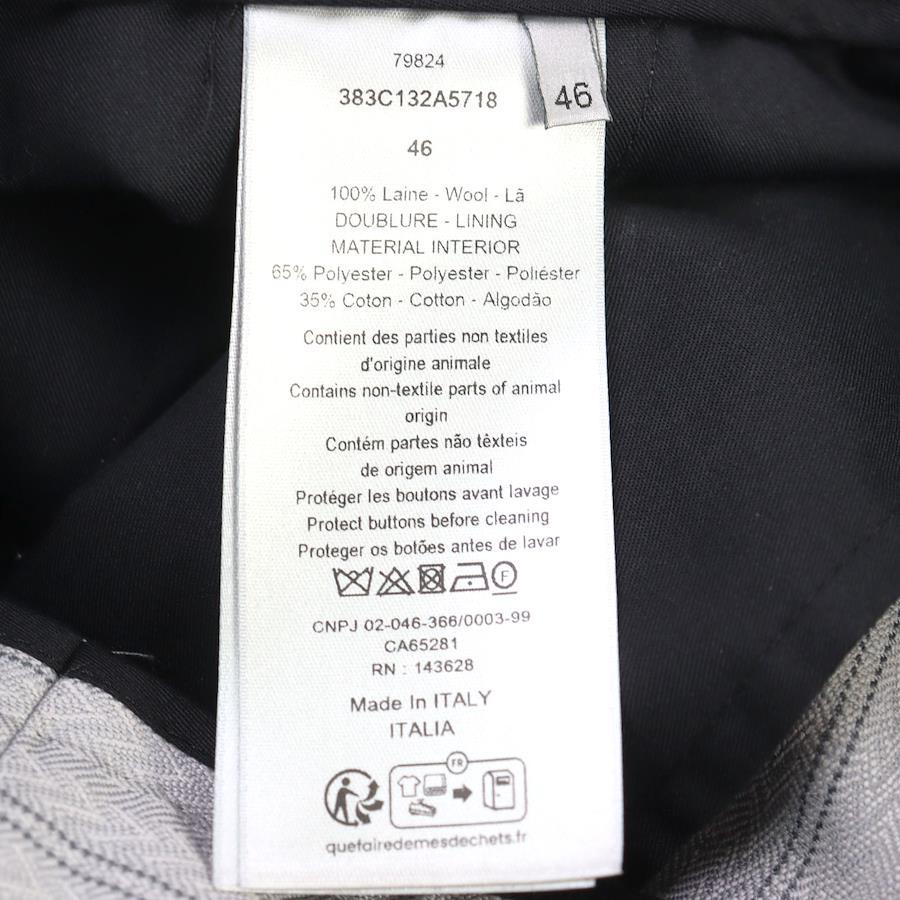 79824
383C132A5718
46
46
100% Laine - Wool - Lã
DOUBLURE - LINING
MATERIAL INTERIOR
65% Polyester - Polyester - Poliéster
35% Coton - Cotton - Algodão
Contient des parties non textiles
d'origine animale
Contains non-textile parts of animal
origin
Contém partes não têxteis
de origem animal
Protéger les boutons avant lavage
Protect buttons before cleaning
Proteger os botões antes de lavar
F
CNPJ 02-046-366/0003-99
CA65281
RN : 143628
Made In ITALY
ITALIA
FR
quefairedemesdechets.fr